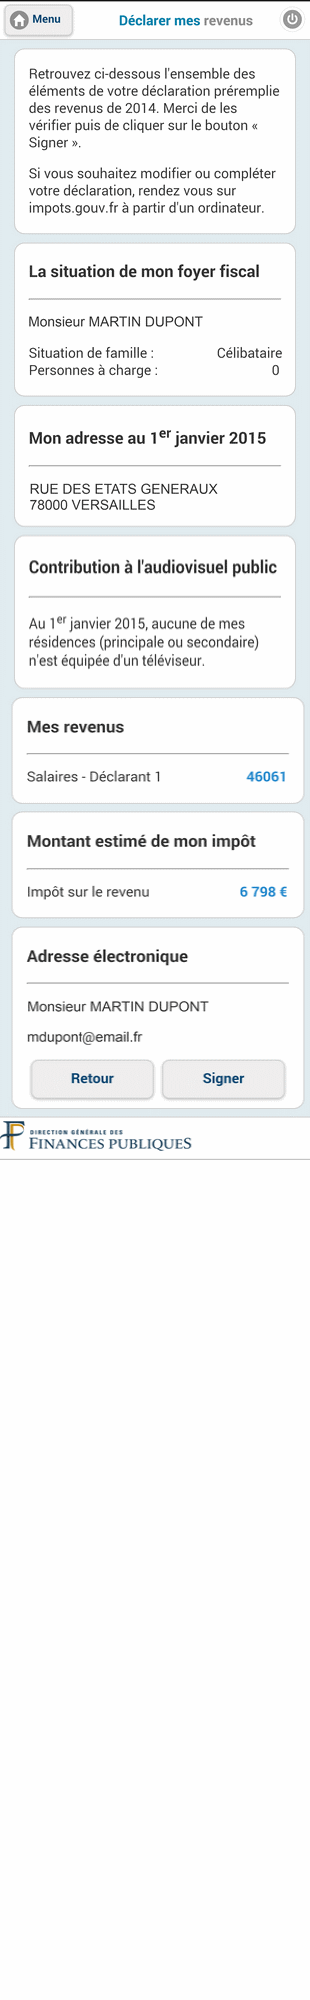 Menu
Déclarer mes revenus
Retrouvez ci-dessous l'ensemble des
éléments de votre déclaration préremplie
des revenus de 2014. Merci de les
vérifier puis de cliquer sur le bouton «
Signer ».
Si vous souhaitez modifier ou compléter
votre déclaration, rendez vous sur
impots.gouv.fr à partir d'un ordinateur.
La situation de mon foyer fiscal
Monsieur MARTIN DUPONT
Situation de famille : Célibataire
Personnes à charge : 0
Mon adresse au 1er janvier 2015
RUE DES ETATS GENERAUX
78000 VERSAILLES
Contribution à l'audiovisuel public
Au 1er janvier 2015, aucune de mes
résidences (principale ou secondaire)
n'est équipée d'un téléviseur.
Mes revenus
Salaires - Déclarant 1 46061
Montant estimé de mon impôt
Impôt sur le revenu 6 798 €
Adresse électronique
Monsieur MARTIN DUPONT
mdupont@email.fr
Retour
Signer
DIRECTION GÉNÉRALE DES
FINANCES PUBLIQUES